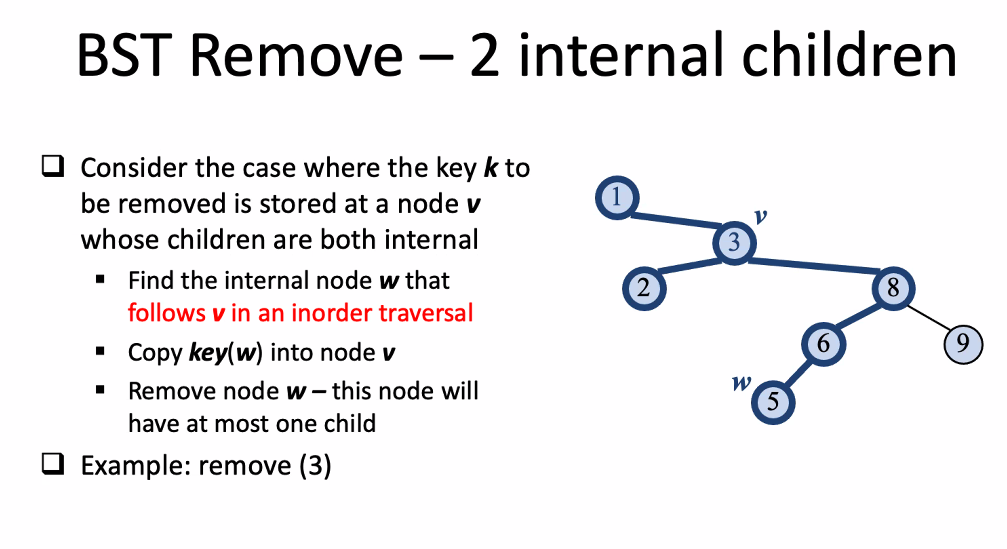 BST Remove – 2 internal children
❑ Consider the case where the key k to
be removed is stored at a node v
whose children are both internal
▪ Find the internal node w that
follows v in an inorder traversal
▪ Copy key(w) into node v
▪ Remove node w – this node will
have at most one child
❑ Example: remove (3)
1
v
3
2
8
6
9
w
5